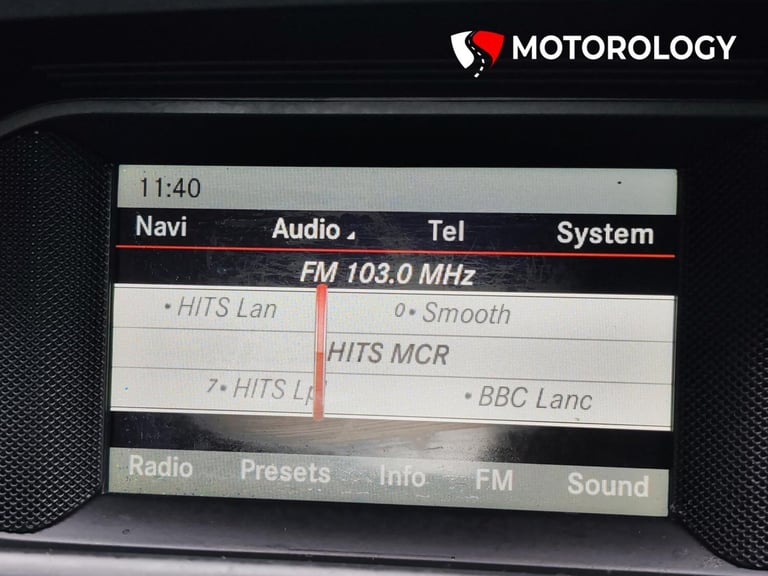 MOTOROLOGY
11:40
Navi Audio Tel System
FM 103.0 MHz
• HITS Lan 0• Smooth
HITS MCR
7• HITS Lpl • BBC Lanc
Radio Presets Info FM Sound